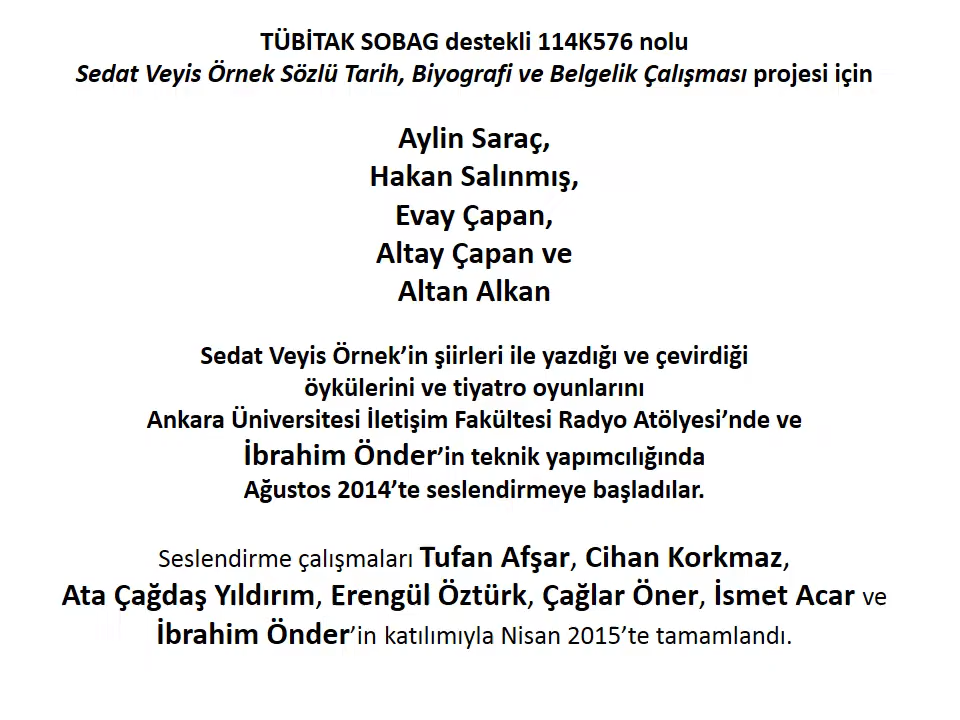 TÜBİTAK SOBAG destekli 114K576 nolu
Sedat Veyis Örnek Sözlü Tarih, Biyografi ve Belgelik Çalışması projesi için
Aylin Saraç,
Hakan Salınmış,
Evay Çapan,
Altay Çapan ve
Altan Alkan
Sedat Veyis Örnek’in şiirleri ile yazdığı ve çevirdiği
öykülerini ve tiyatro oyunlarını
Ankara Üniversitesi İletişim Fakültesi Radyo Atölyesi’nde ve
İbrahim Önder’in teknik yapımcılığında
Ağustos 2014’te seslendirmeye başladılar.
Seslendirme çalışmaları Tufan Afşar, Cihan Korkmaz,
Ata Çağdaş Yıldırım, Erengül Öztürk, Çağlar Öner, İsmet Acar ve
İbrahim Önder’in katılımıyla Nisan 2015’te tamamlandı.